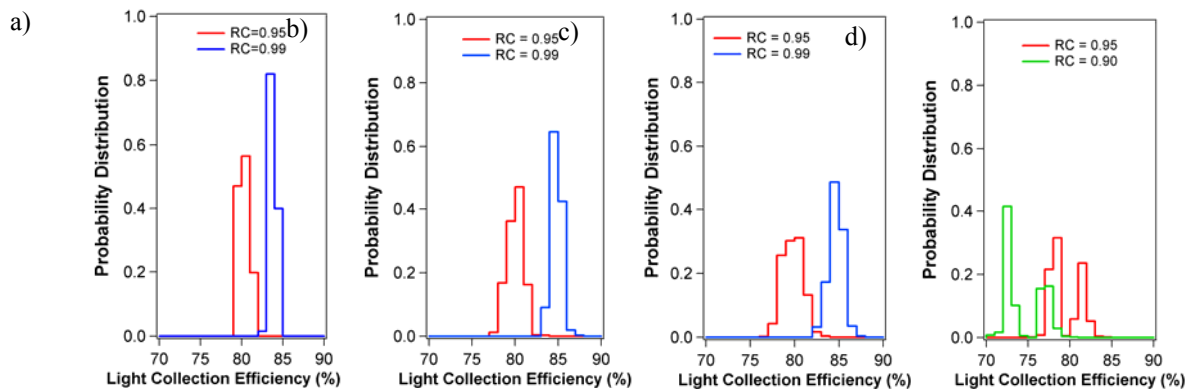 a)
Probability Distribution
1.0
0.8
0.6
0.4
0.2
0.0
RC=0.95
RC=0.99
70 75 80 85 90
Light Collection Efficiency (%)
b)
Probability Distribution
1.0
0.8
0.6
0.4
0.2
0.0
RC = 0.95
RC = 0.99
70 75 80 85 90
Light Collection Efficiency (%)
c)
Probability Distribution
1.0
0.8
0.6
0.4
0.2
0.0
RC = 0.95
RC = 0.99
70 75 80 85 90
Light Collection Efficiency (%)
d)
Probability Distribution
1.0
0.8
0.6
0.4
0.2
0.0
RC = 0.95
RC = 0.90
70 75 80 85 90
Light Collection Efficiency (%)